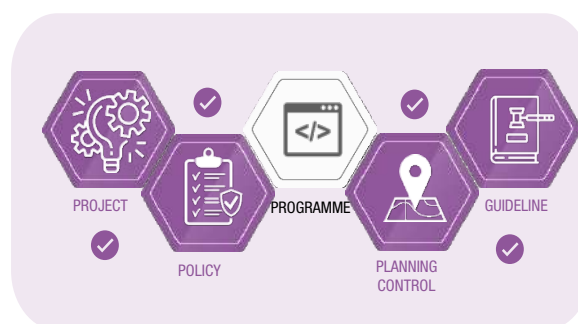 PROJECT
POLICY
</>
PROGRAMME
PLANNING
CONTROL
GUIDELINE